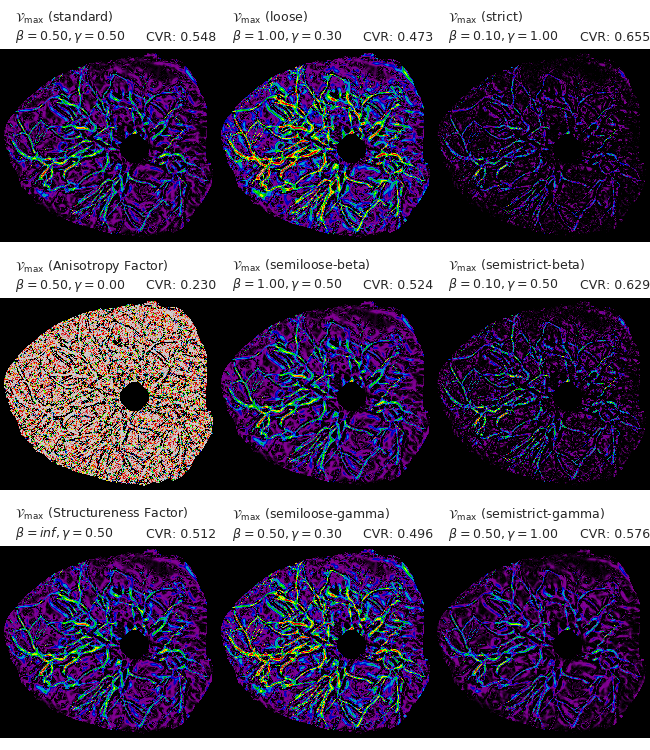 𝒱max (standard)
β = 0.50, γ = 0.50 CVR: 0.548
𝒱max (loose)
β = 1.00, γ = 0.30 CVR: 0.473
𝒱max (strict)
β = 0.10, γ = 1.00 CVR: 0.655
𝒱max (Anisotropy Factor)
β = 0.50, γ = 0.00 CVR: 0.230
𝒱max (semiloose-beta)
β = 1.00, γ = 0.50 CVR: 0.524
𝒱max (semistrict-beta)
β = 0.10, γ = 0.50 CVR: 0.629
𝒱max (Structureness Factor)
β = inf, γ = 0.50 CVR: 0.512
𝒱max (semiloose-gamma)
β = 0.50, γ = 0.30 CVR: 0.496
𝒱max (semistrict-gamma)
β = 0.50, γ = 1.00 CVR: 0.576